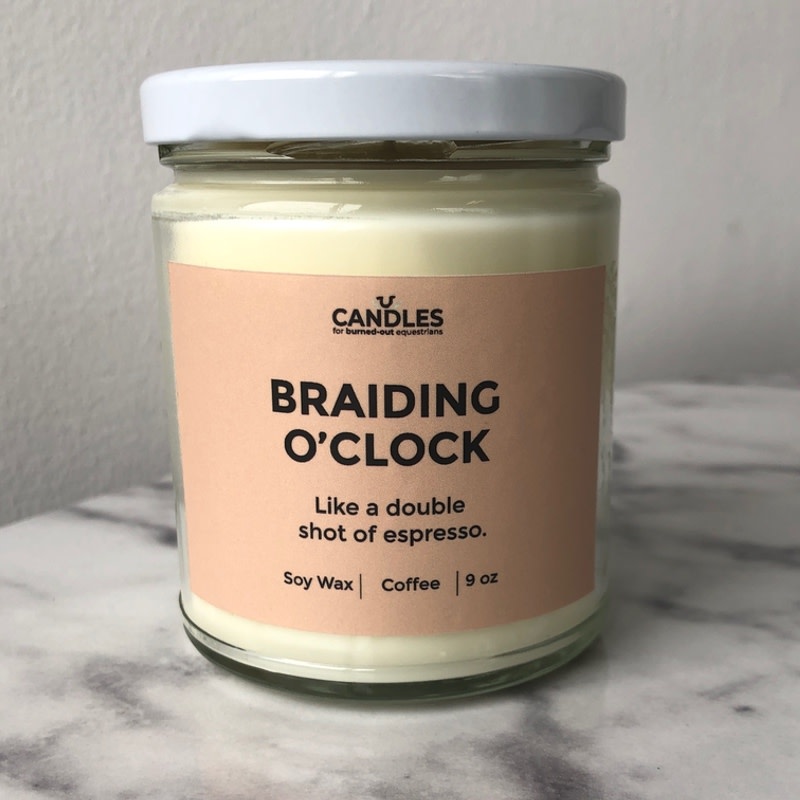 CANDLES
for burned-out equestrians
BRAIDING
O'CLOCK
Like a double
shot of espresso.
Soy Wax | Coffee | 9 oz